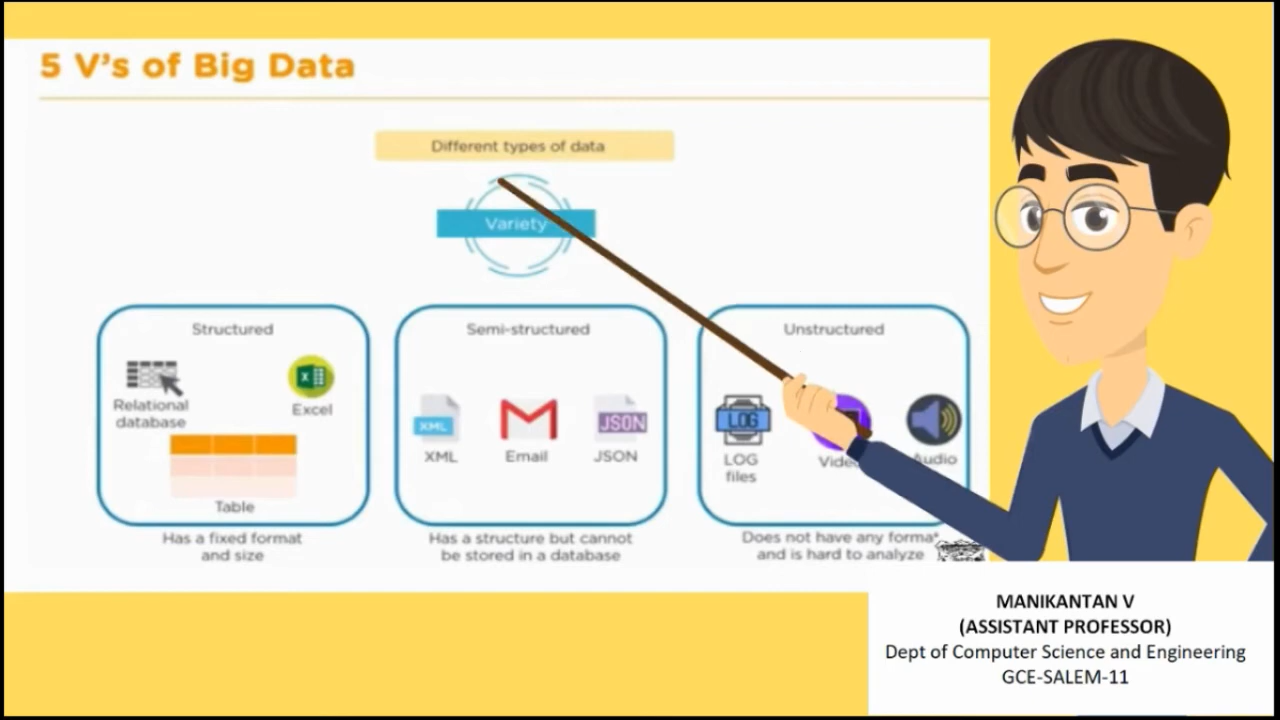 5 V's of Big Data
Different types of data
Variety
Structured
Relational
database
Excel
Table
Has a fixed format
and size
Semi-structured
XML
XML
Email
JSON
JSON
Has a structure but cannot
be stored in a database
Unstructured
LOG
LOG
files
Audio
Does not have any
and is hard to analyze
MANIKANTAN V
(ASSISTANT PROFESSOR)
Dept of Computer Science and Engineering
GCE-SALEM-11